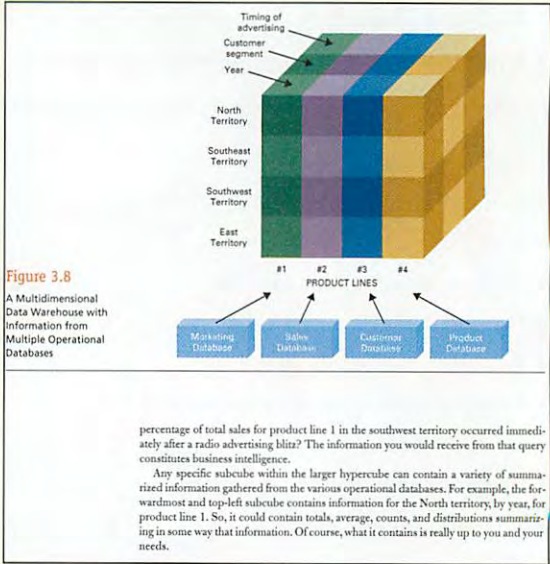 Timing of
advertising
Customer
segment
Year
North
Territory
Southeast
Territory
Southwest
Territory
East
Territory
#1 #2 #3 #4
PRODUCT LINES
Figure 3.8
A Multidimensional
Data Warehouse with
Information from
Multiple Operational
Databases
Marketing
Database
Sales
Database
Customer
Database
Product
Database
percentage of total sales for product line 1 in the southwest territory occurred immedi-
ately after a radio advertising blitz? The information you would receive from that query
constitutes business intelligence.
Any specific subcube within the larger hypercube can contain a variety of summa-
rized information gathered from the various operational databases. For example, the for-
wardmost and top-left subcube contains information for the North territory, by year, for
product line 1. So, it could contain totals, average, counts, and distributions summariz-
ing in some way that information. Of course, what it contains is really up to you and your
needs.